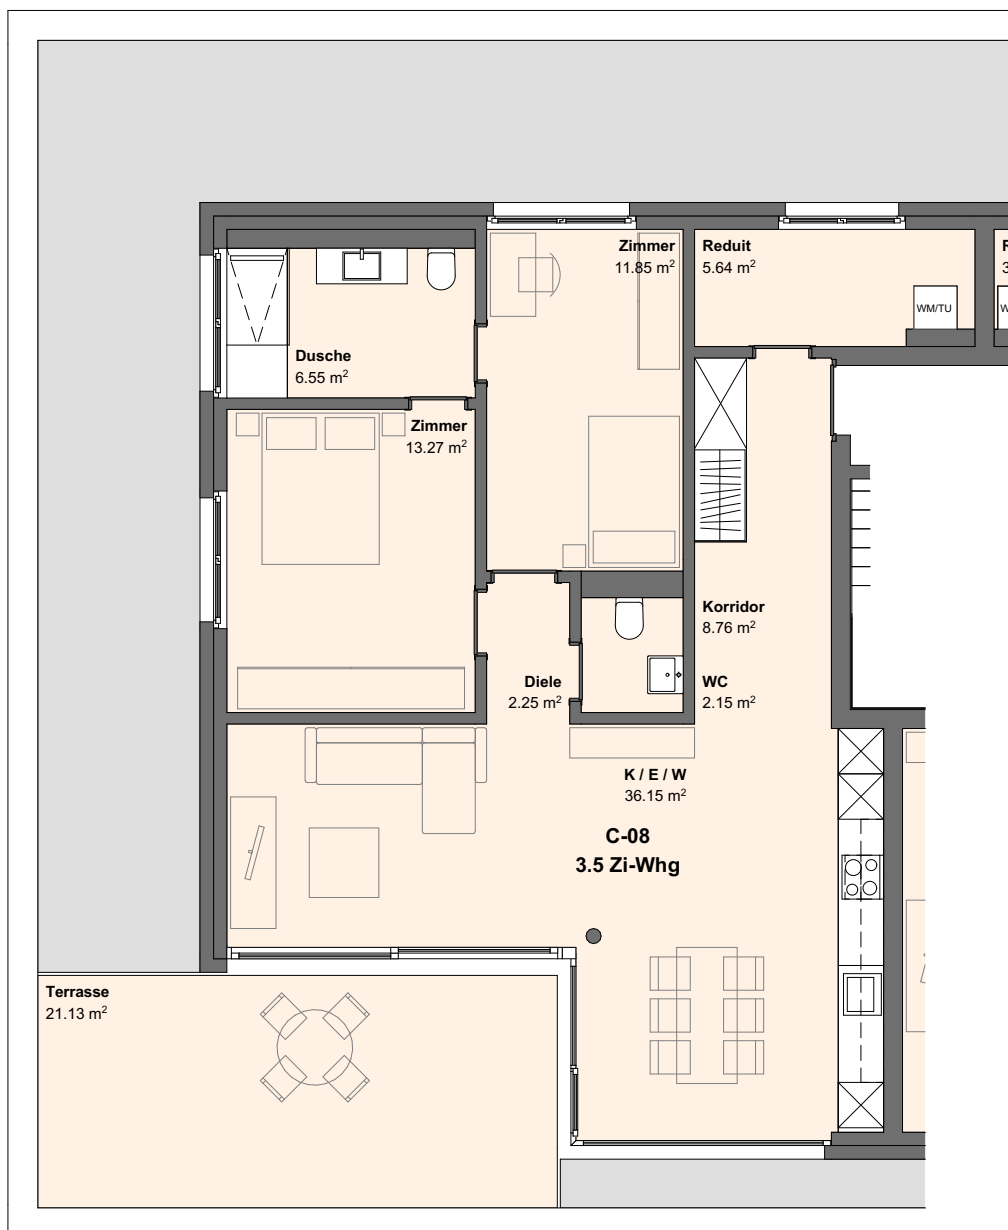 Zimmer
11.85 m²
Reduit
5.64 m²
WM/TU
Dusche
6.55 m²
Zimmer
13.27 m²
Korridor
8.76 m²
Diele
2.25 m²
WC
2.15 m²
K / E / W
36.15 m²
C-08
3.5 Zi-Whg
Terrasse
21.13 m²